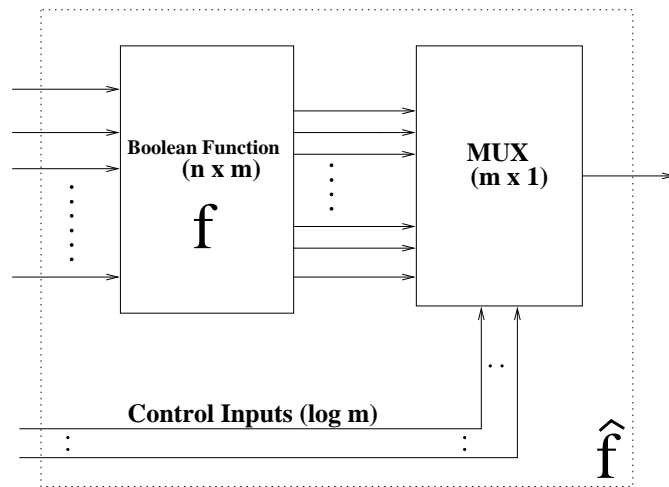 Boolean Function
(n x m)
f
MUX
(m x 1)
Control Inputs (log m)
f̂